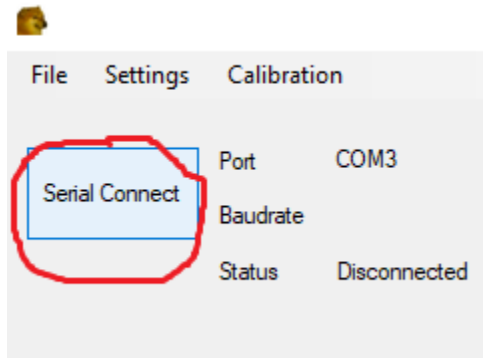 File Settings Calibration
Serial Connect
Port COM3
Baudrate
Status Disconnected